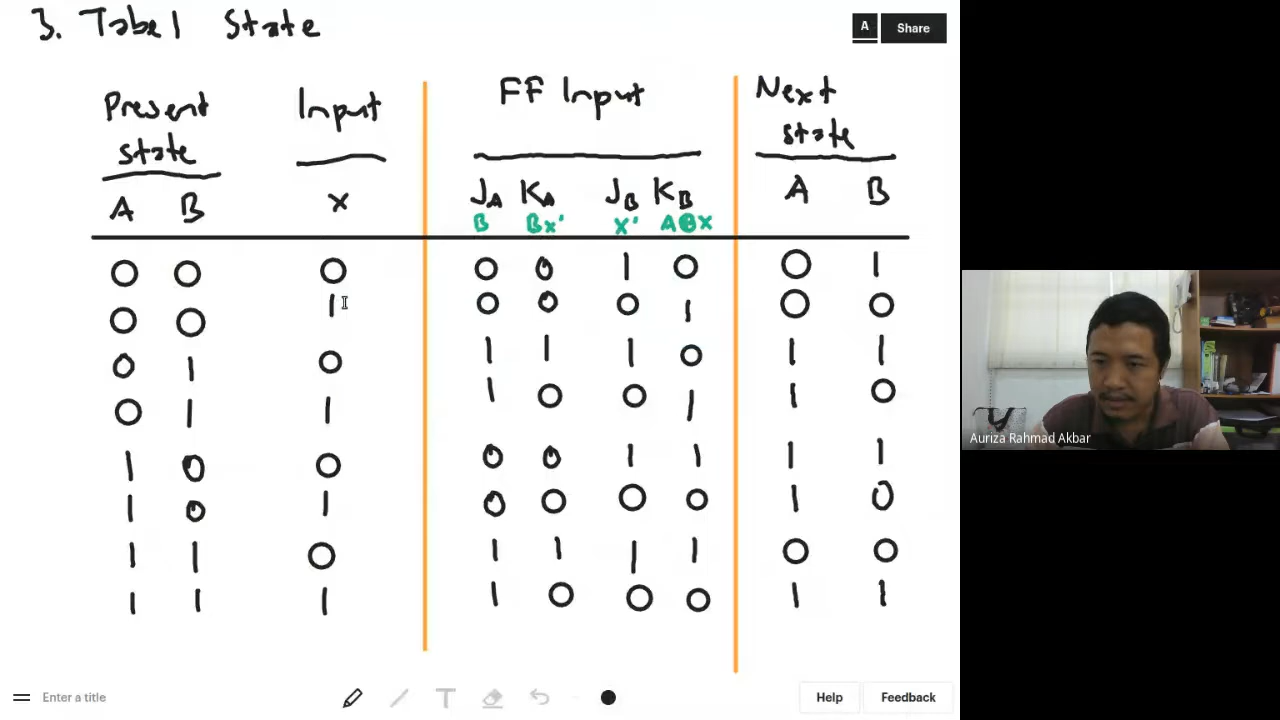 3. Tabel State
A Share
Present state Input FF Input Next state
A B x J_A K_A J_B K_B A B
B Bx' x' A⊕x
0 0 0 0 0 1 0 0 1
0 0 1 0 0 0 1 0 0
0 1 0 1 1 1 0 1 1
0 1 1 1 0 0 1 1 0
1 0 0 0 0 1 1 1 1
1 0 1 0 0 0 0 1 0
1 1 0 1 1 1 1 0 0
1 1 1 1 0 0 0 1 1
Auriza Rahmad Akbar
Enter a title T Help Feedback